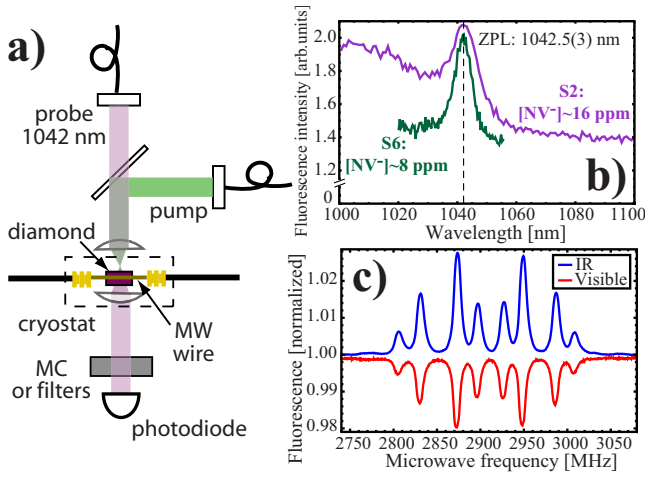 a)
probe
1042 nm
pump
diamond
cryostat
MW
wire
MC
or filters
photodiode
b)
Fluorescence intensity [arb.units]
2.0
1.8
1.6
1.4
0
ZPL: 1042.5(3) nm
S2:
[NV⁻]~16 ppm
S6:
[NV⁻]~8 ppm
1000 1020 1040 1060 1080 1100
Wavelength [nm]
c)
IR
Visible
Fluorescence [normalized]
1.02
1.01
1.00
0.99
0.98
2750 2800 2850 2900 2950 3000 3050
Microwave frequency [MHz]